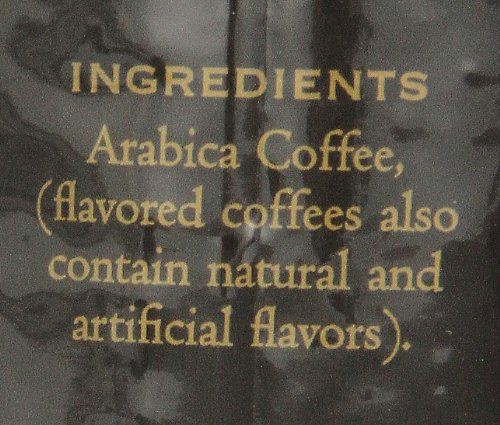 INGREDIENTS
Arabica Coffee,
(flavored coffees also
contain natural and
artificial flavors).